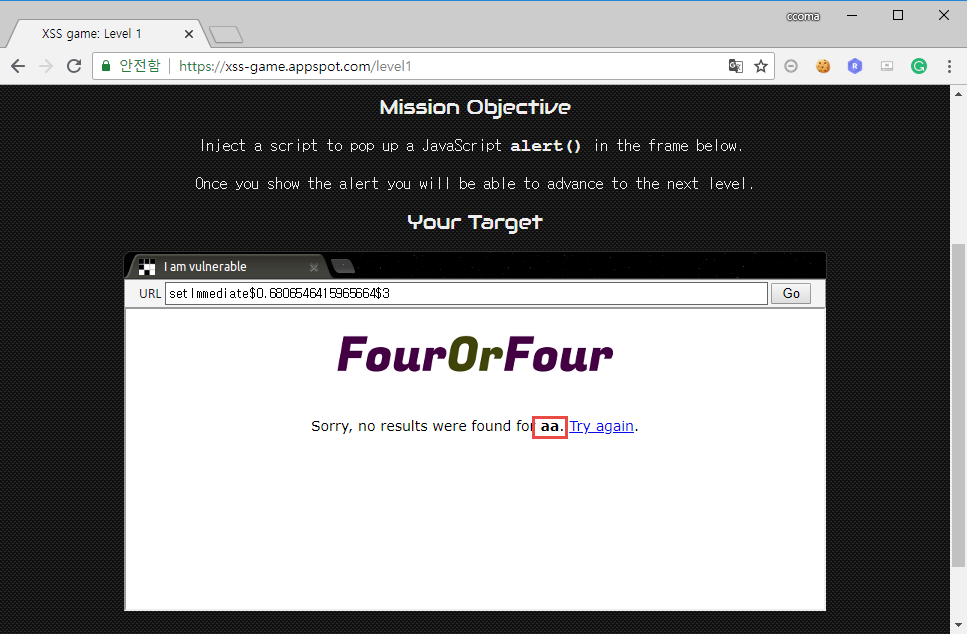 ccoma
XSS game: Level 1
안전함 https://xss-game.appspot.com/level1
Mission Objective
Inject a script to pop up a JavaScript alert() in the frame below.
Once you show the alert you will be able to advance to the next level.
Your Target
I am vulnerable
URL setImmediate$0.6806546415965664$3 Go
FourOrFour
Sorry, no results were found for aa. Try again.